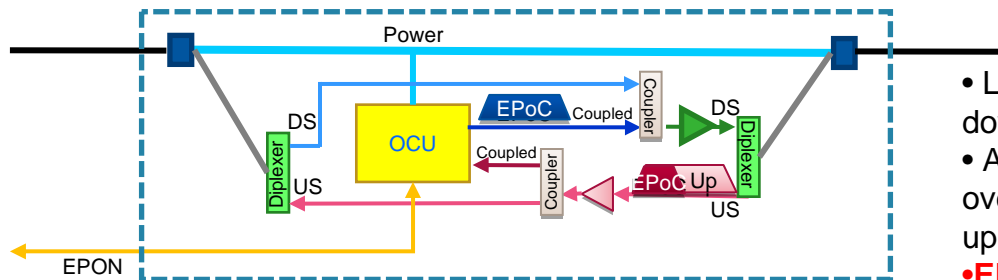 Power
DS
EPoC
Coupled
Coupler
DS
Diplexer
OCU
Coupled
Coupler
EPoC Up
US
Diplexer
US
EPON
• L
do
• A
ove
up
•E